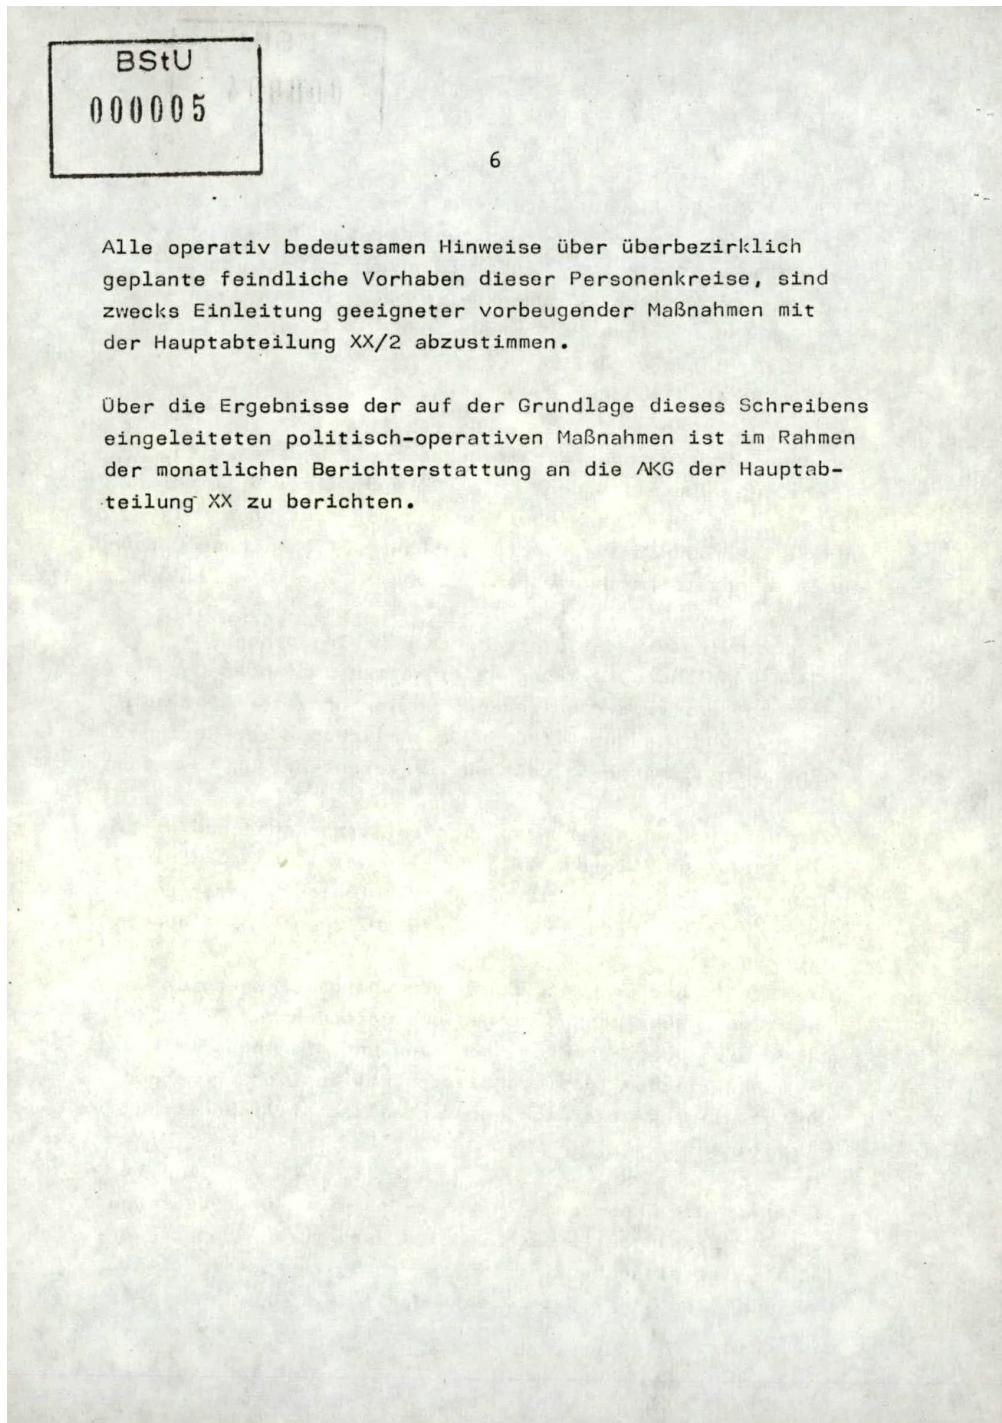 BStU
000005
6
Alle operativ bedeutsamen Hinweise über überbezirklich
geplante feindliche Vorhaben dieser Personenkreise, sind
zwecks Einleitung geeigneter vorbeugender Maßnahmen mit
der Hauptabteilung XX/2 abzustimmen.
Über die Ergebnisse der auf der Grundlage dieses Schreibens
eingeleiteten politisch-operativen Maßnahmen ist im Rahmen
der monatlichen Berichterstattung an die AKG der Hauptab-
teilung XX zu berichten.